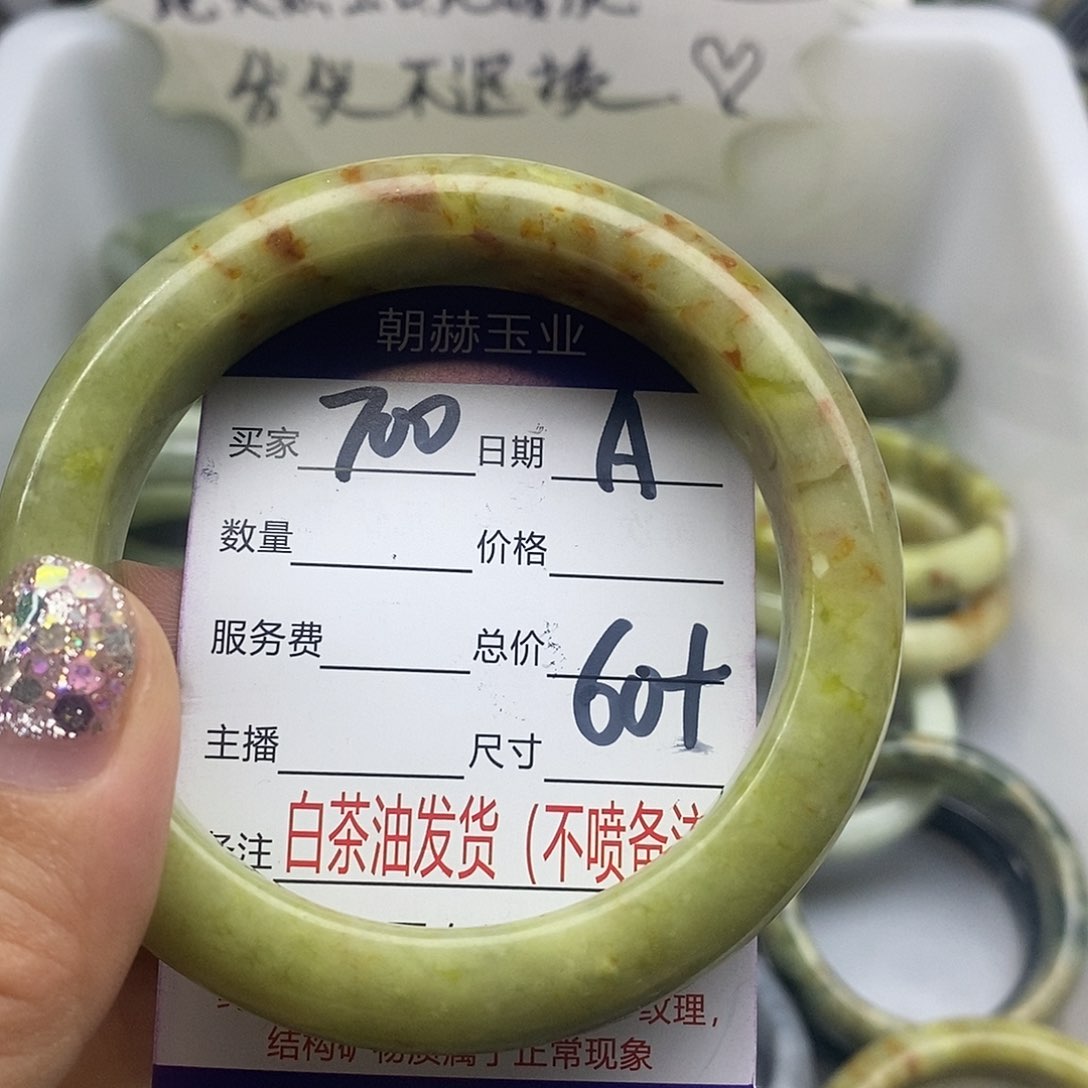 不退换
朝赫玉业
买家 700 日期 A
数量 价格
服务费 总价 60+
主播 尺寸
注 白茶油发货（不喷备注
纹理，
结构矿物质属于正常现象